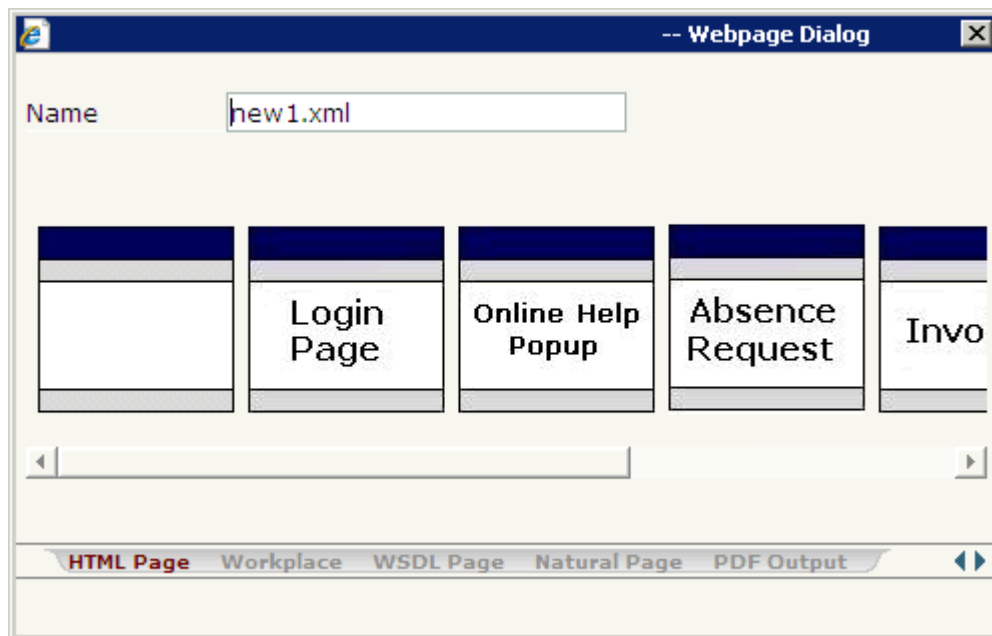 -- Webpage Dialog
Name new1.xml
Login
Page
Online Help
Popup
Absence
Request
Invo
HTML Page Workplace WSDL Page Natural Page PDF Output